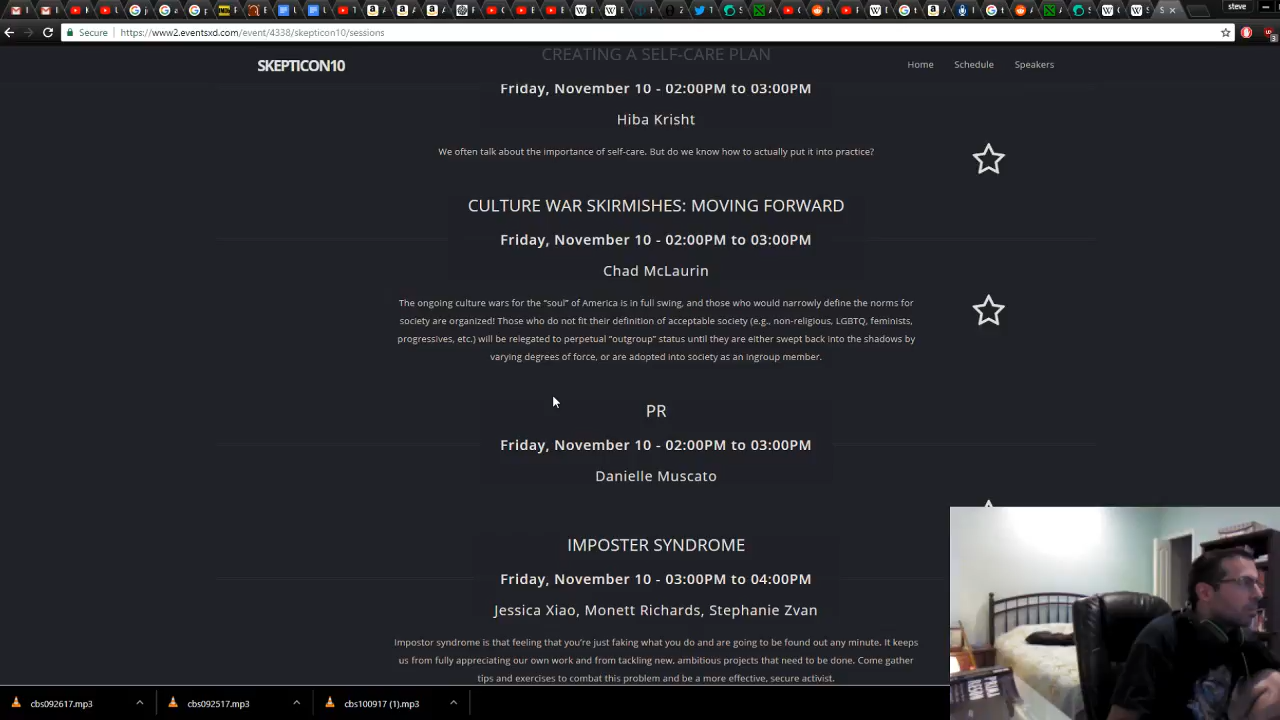 steve
Secure
https://www2.eventsxd.com/event/4338/skepticon10/sessions
SKEPTICON10
Home
Schedule
Speakers
CREATING A SELF-CARE PLAN
Friday, November 10 - 02:00PM to 03:00PM
Hiba Krisht
We often talk about the importance of self-care. But do we know how to actually put it into practice?
CULTURE WAR SKIRMISHES: MOVING FORWARD
Friday, November 10 - 02:00PM to 03:00PM
Chad McLaurin
The ongoing culture wars for the “soul” of America is in full swing, and those who would narrowly define the norms for
society are organized! Those who do not fit their definition of acceptable society (e.g., non-religious, LGBTQ, feminists,
progressives, etc.) will be relegated to perpetual “outgroup” status until they are either swept back into the shadows by
varying degrees of force, or are adopted into society as an ingroup member.
PR
Friday, November 10 - 02:00PM to 03:00PM
Danielle Muscato
IMPOSTER SYNDROME
Friday, November 10 - 03:00PM to 04:00PM
Jessica Xiao, Monett Richards, Stephanie Zvan
Impostor syndrome is that feeling that you’re just faking what you do and are going to be found out any minute. It keeps
us from fully appreciating our own work and from tackling new, ambitious projects that need to be done. Come gather
tips and exercises to combat this problem and be a more effective, secure activist.
cbs092617.mp3
cbs092517.mp3
cbs100917 (1).mp3